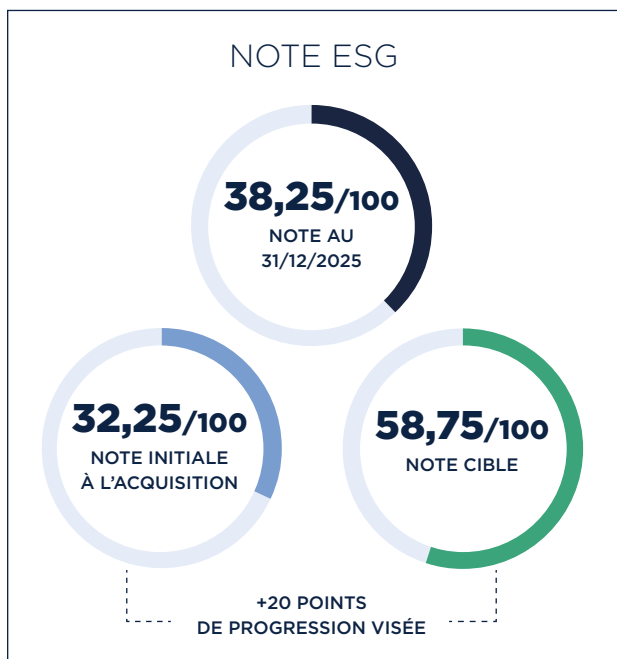 NOTE ESG
38,25/100
NOTE AU
31/12/2025
32,25/100
NOTE INITIALE
À L'ACQUISITION
58,75/100
NOTE CIBLE
+20 POINTS
DE PROGRESSION VISÉE